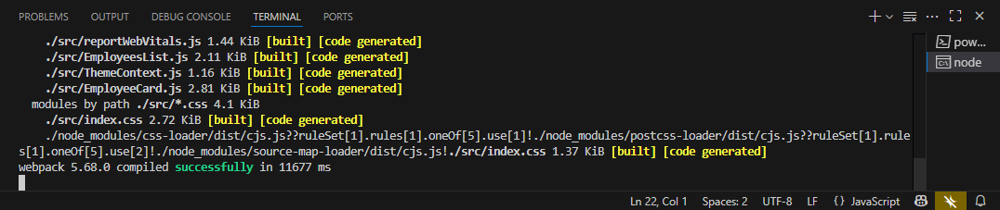 PROBLEMS OUTPUT DEBUG CONSOLE TERMINAL PORTS
./src/reportWebVitals.js 1.44 KiB [built] [code generated]
./src/EmployeesList.js 2.11 KiB [built] [code generated]
./src/ThemeContext.js 1.16 KiB [built] [code generated]
./src/EmployeeCard.js 2.81 KiB [built] [code generated]
modules by path ./src/*.css 4.1 KiB
./src/index.css 2.72 KiB [built] [code generated]
./node_modules/css-loader/dist/cjs.js??ruleSet[1].rules[1].oneOf[5].use[1]!./node_modules/postcss-loader/dist/cjs.js??ruleSet[1].rule
s[1].oneOf[5].use[2]!./node_modules/source-map-loader/dist/cjs.js!./src/index.css 1.37 KiB [built] [code generated]
webpack 5.68.0 compiled successfully in 11677 ms
pow...
node
Ln 22, Col 1 Spaces: 2 UTF-8 LF {} JavaScript